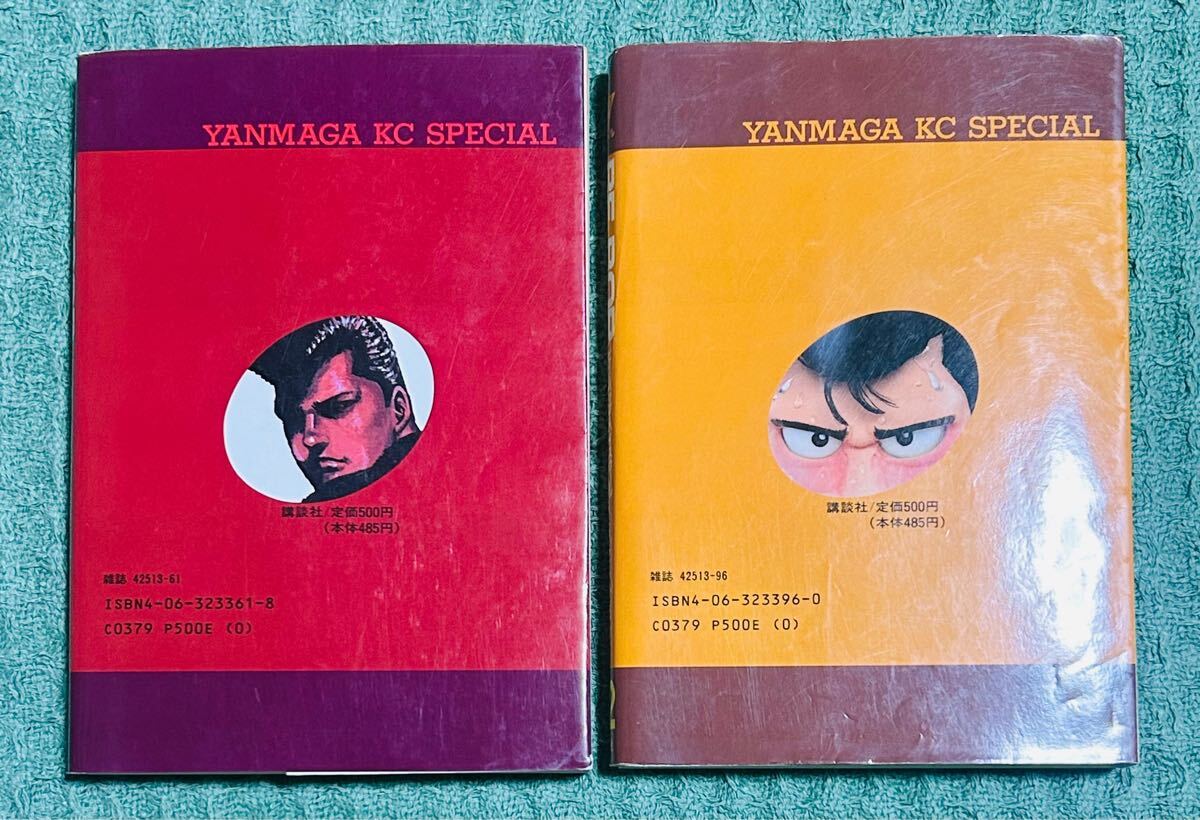 YANMAGA KC SPECIAL
講談社/定価500円
(本体485円)
雑誌 42513-61
ISBN4-06-323361-8
C0379 P500E (0)
YANMAGA KC SPECIAL
講談社/定価500円
(本体485円)
雑誌 42513-96
ISBN4-06-323396-0
C0379 P500E (0)